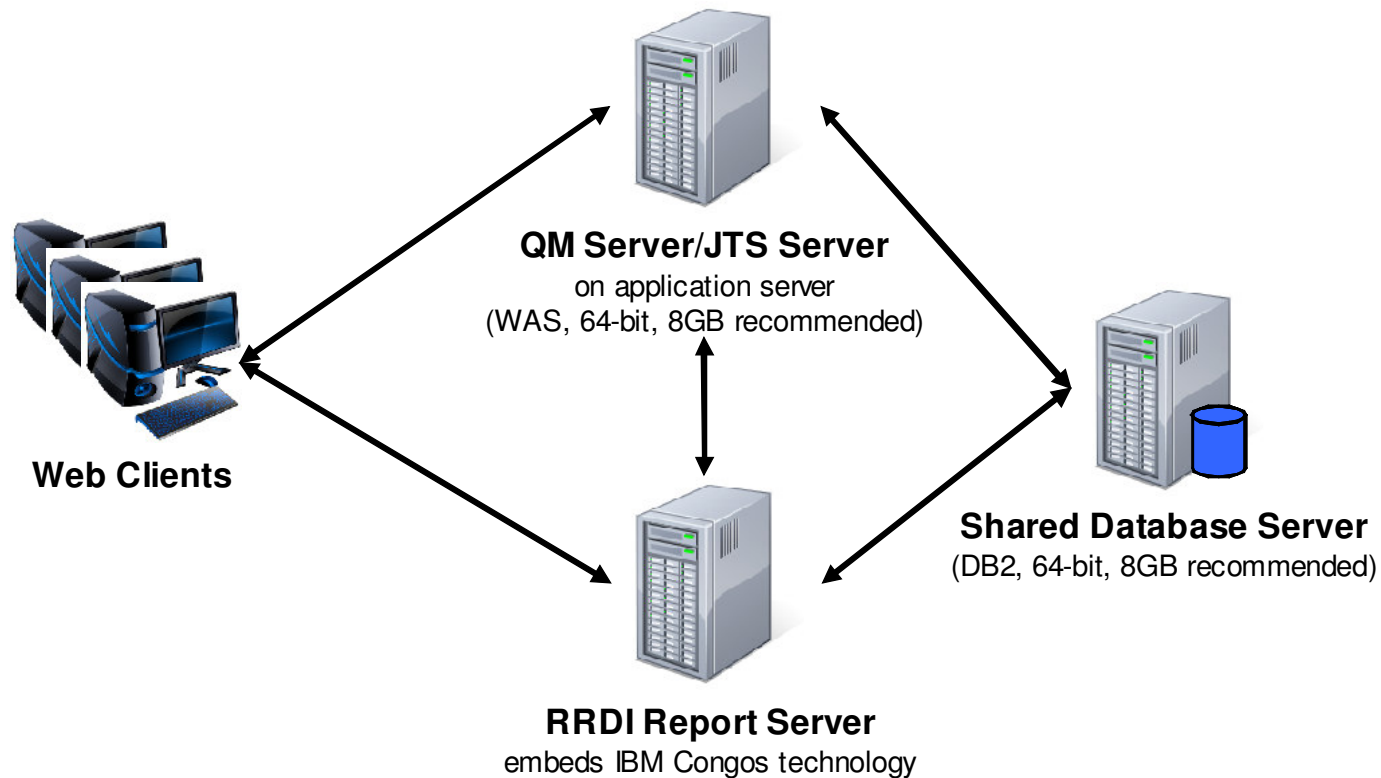 QM Server/JTS Server
on application server
(WAS, 64-bit, 8GB recommended)
Web Clients
Shared Database Server
(DB2, 64-bit, 8GB recommended)
RRDI Report Server
embeds IBM Congos technology